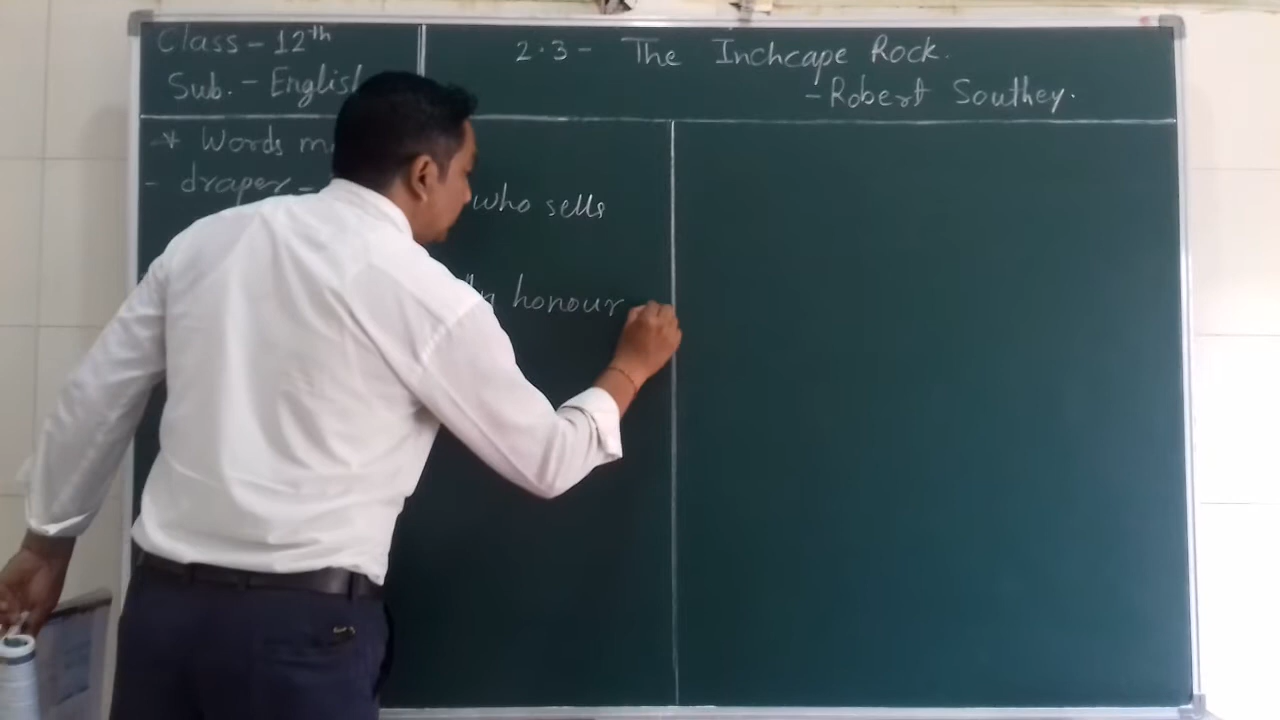 Class - 12th
Sub. - English
2.3 - The Inchcape Rock.
- Robert Southey.
* Words
- draper -
who sells
honour